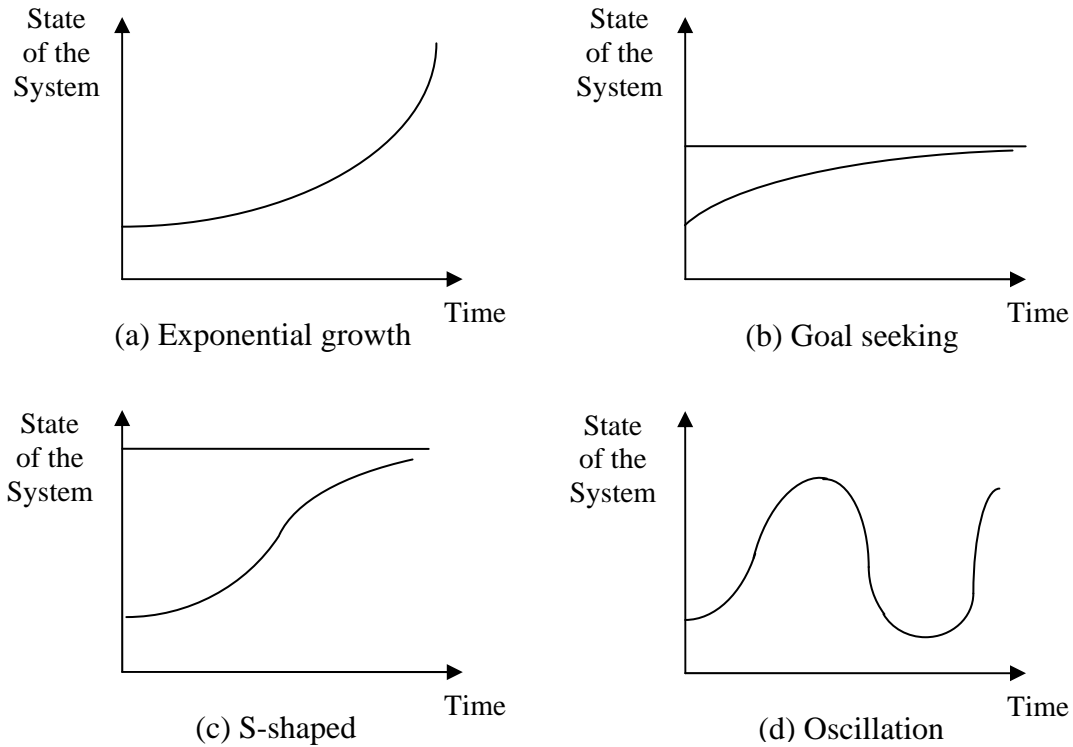 State
of the
System
Time
(a) Exponential growth
State
of the
System
Time
(b) Goal seeking
State
of the
System
Time
(c) S-shaped
State
of the
System
Time
(d) Oscillation